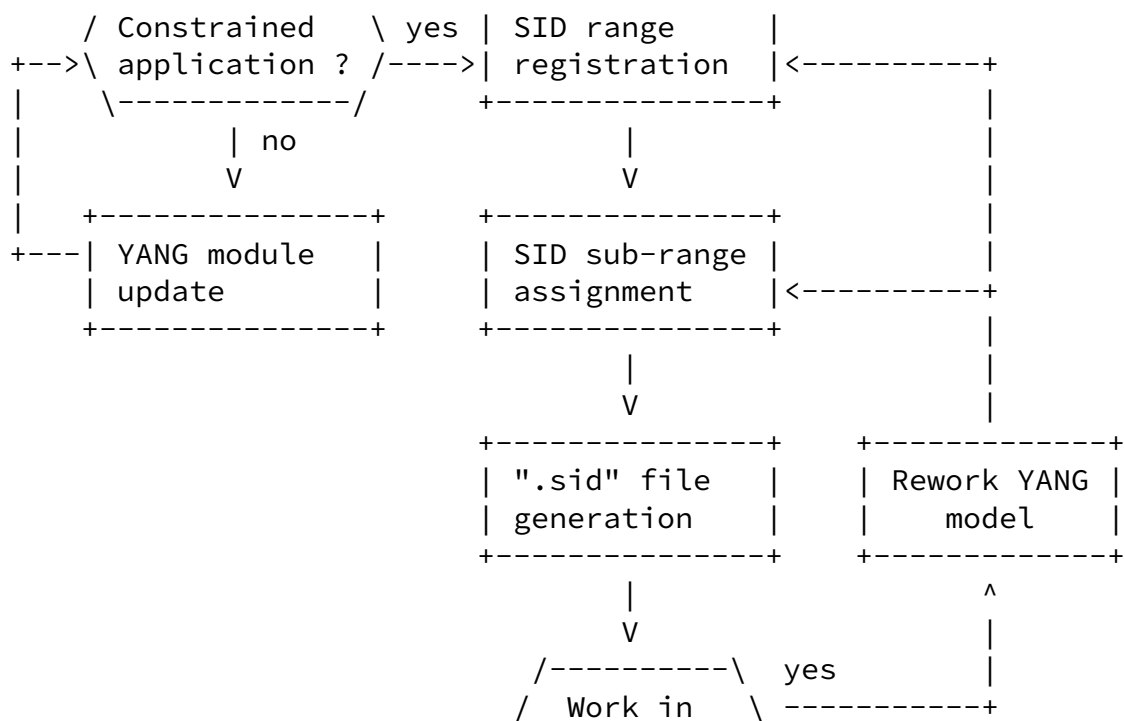 / Constrained   \ yes | SID range     |
+-->\ application ? /---->| registration  |<----------+
|    \-------------/      +---------------+           |
|           | no                  |                   |
|           V                     V                   |
|   +---------------+     +---------------+           |
+---| YANG module   |     | SID sub-range |           |
    | update        |     | assignment    |<----------+
    +---------------+     +---------------+           |
                                  |                   |
                                  V                   |
                          +---------------+    +-------------+
                          | ".sid" file   |    | Rework YANG |
                          | generation    |    |    model    |
                          +---------------+    +-------------+
                                  |                   ^
                                  V                   |
                             /----------\  yes        |
                            /  Work in   \ -----------+